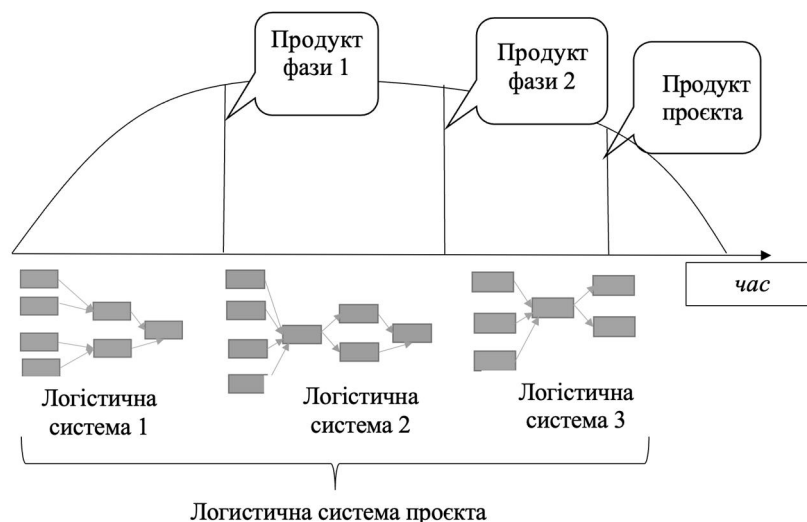 Продукт
фази 1
Продукт
фази 2
Продукт
проєкта
час
Логістична
система 1
Логістична
система 2
Логістична
система 3
Логистична система проєкта